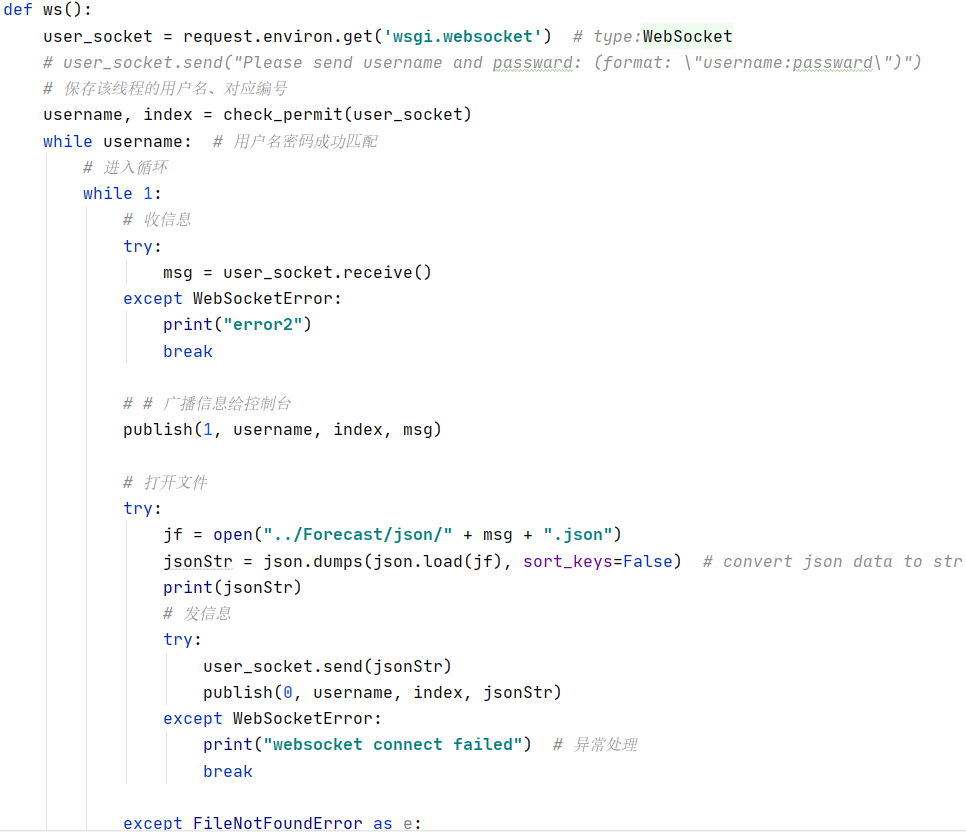 def ws():
    user_socket = request.environ.get('wsgi.websocket')  # type:WebSocket
    # user_socket.send("Please send username and passward: (format: \"username:passward\")")
    # 保存该线程的用户名、对应编号
    username, index = check_permit(user_socket)
    while username:  # 用户名密码成功匹配
        # 进入循环
        while 1:
            # 收信息
            try:
                msg = user_socket.receive()
            except WebSocketError:
                print("error2")
                break
            # # 广播信息给控制台
            publish(1, username, index, msg)
            # 打开文件
            try:
                jf = open("../Forecast/json/" + msg + ".json")
                jsonStr = json.dumps(json.load(jf), sort_keys=False)  # convert json data to str
                print(jsonStr)
                # 发信息
                try:
                    user_socket.send(jsonStr)
                    publish(0, username, index, jsonStr)
                except WebSocketError:
                    print("websocket connect failed")  # 异常处理
                    break
            except FileNotFoundError as e: